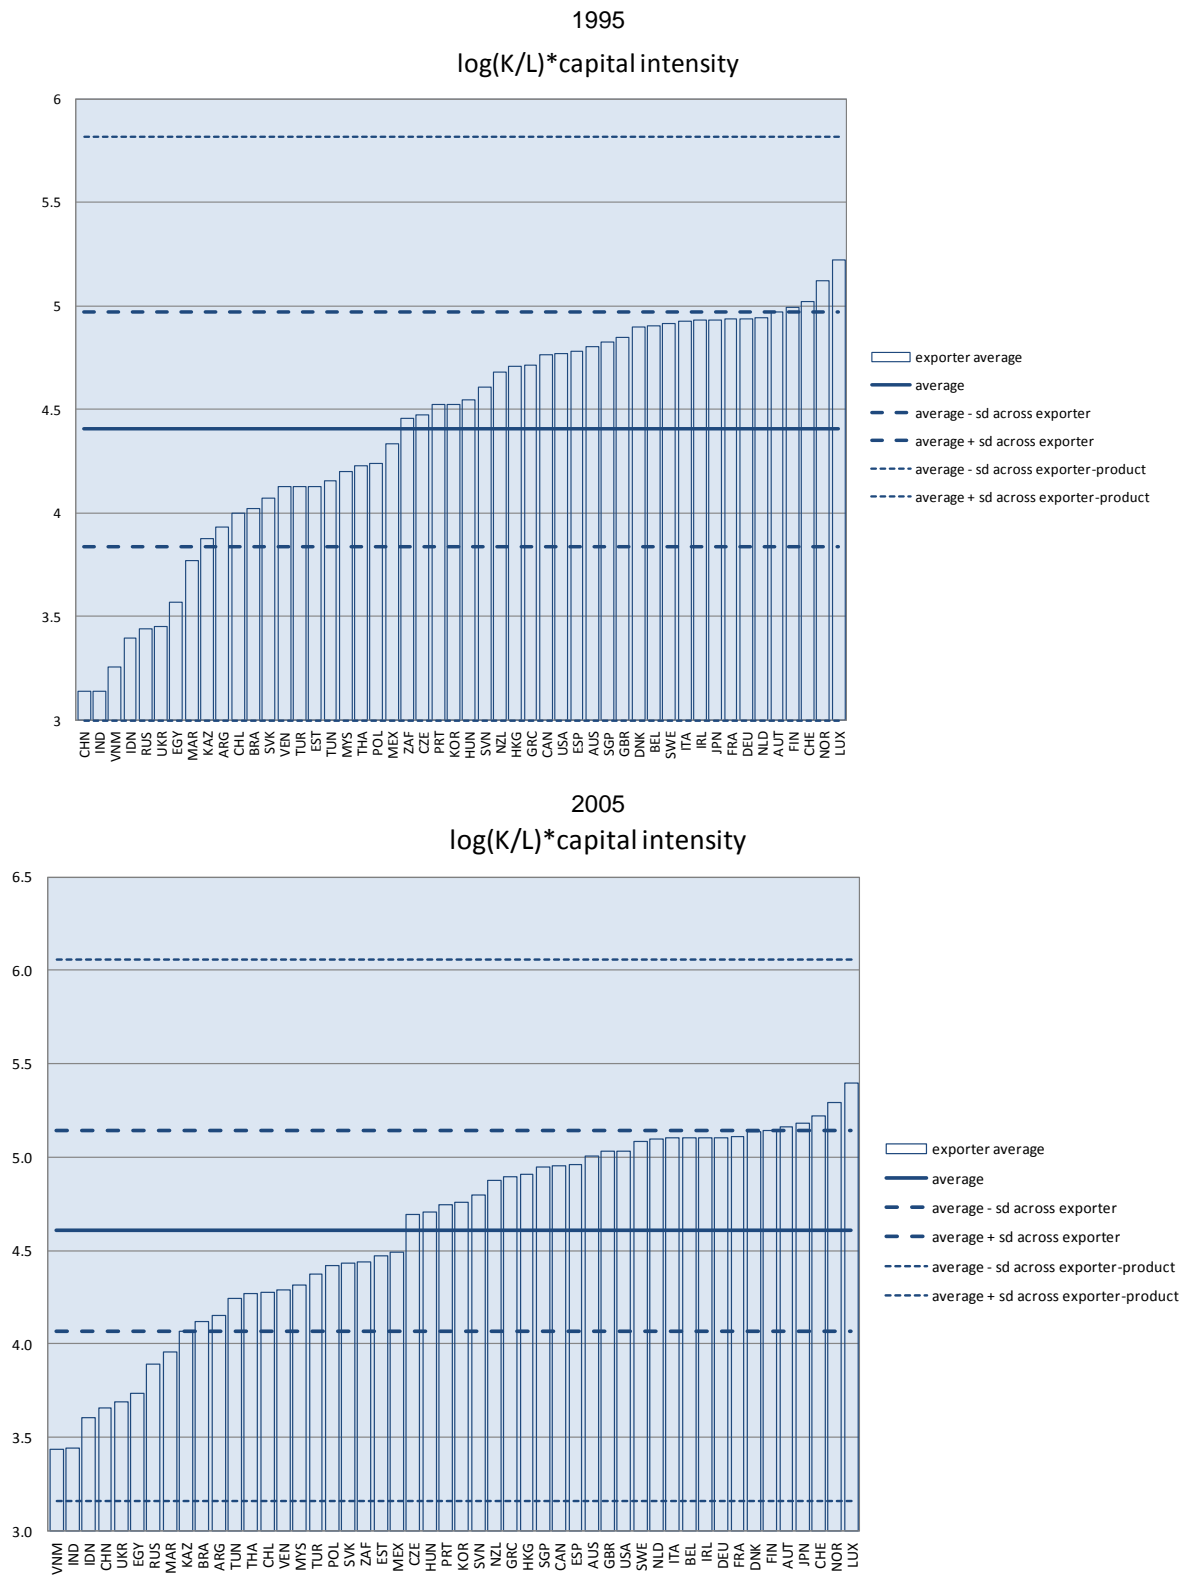 1995
log(K/L)*capital intensity
6
5.5
5
4.5
4
3.5
3
CHN IND VNM IDN RUS UKR EGY MAR KAZ ARG CHL BRA SVK VEN TUR EST TUN MYS THA POL MEX ZAF CZE PRT KOR HUN SVN NZL HKG GRC CAN USA ESP AUS SGP GBR DNK BEL SWE ITA IRL JPN FRA DEU NLD AUT FIN CHE NOR LUX
exporter average
average
average - sd across exporter
average + sd across exporter
average - sd across exporter-product
average + sd across exporter-product
2005
log(K/L)*capital intensity
6.5
6.0
5.5
5.0
4.5
4.0
3.5
3.0
VNM IND IDN CHN UKR EGY RUS MAR KAZ BRA ARG TUN THA CHL VEN MYS TUR POL SVK ZAF EST MEX CZE HUN PRT KOR SVN NZL GRC HKG SGP CAN ESP AUS GBR USA SWE NLD ITA BEL IRL DEU FRA DNK FIN AUT JPN CHE NOR LUX
exporter average
average
average - sd across exporter
average + sd across exporter
average - sd across exporter-product
average + sd across exporter-product